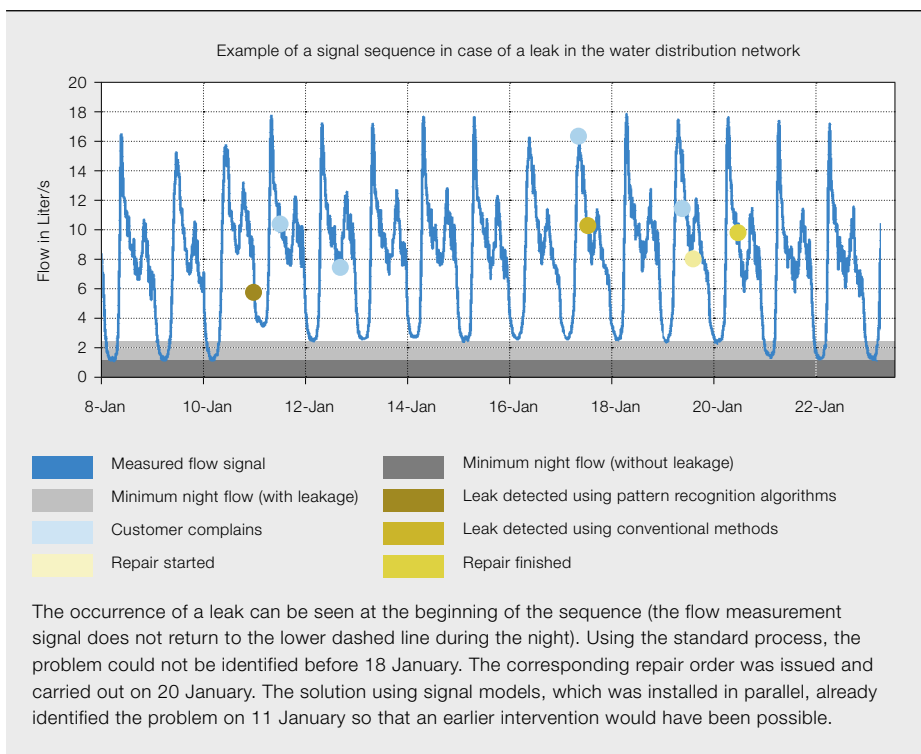 Example of a signal sequence in case of a leak in the water distribution network
Flow in Liter/s
20
18
16
14
12
10
8
6
4
2
0
8-Jan 10-Jan 12-Jan 14-Jan 16-Jan 18-Jan 20-Jan 22-Jan
Measured flow signal
Minimum night flow (without leakage)
Minimum night flow (with leakage)
Leak detected using pattern recognition algorithms
Customer complains
Leak detected using conventional methods
Repair started
Repair finished
The occurrence of a leak can be seen at the beginning of the sequence (the flow measurement
signal does not return to the lower dashed line during the night). Using the standard process, the
problem could not be identified before 18 January. The corresponding repair order was issued and
carried out on 20 January. The solution using signal models, which was installed in parallel, already
identified the problem on 11 January so that an earlier intervention would have been possible.